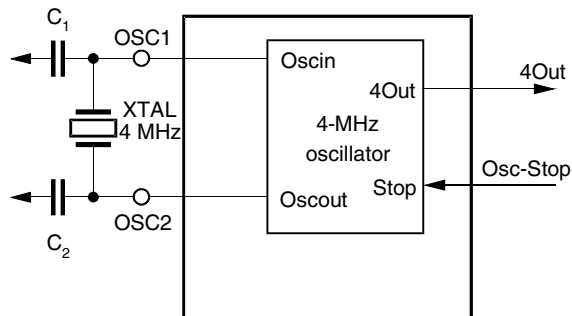 C₁
OSC1
Oscin
4Out
4Out
XTAL
4 MHz
4-MHz
oscillator
Osc-Stop
Stop
Oscout
OSC2
C₂